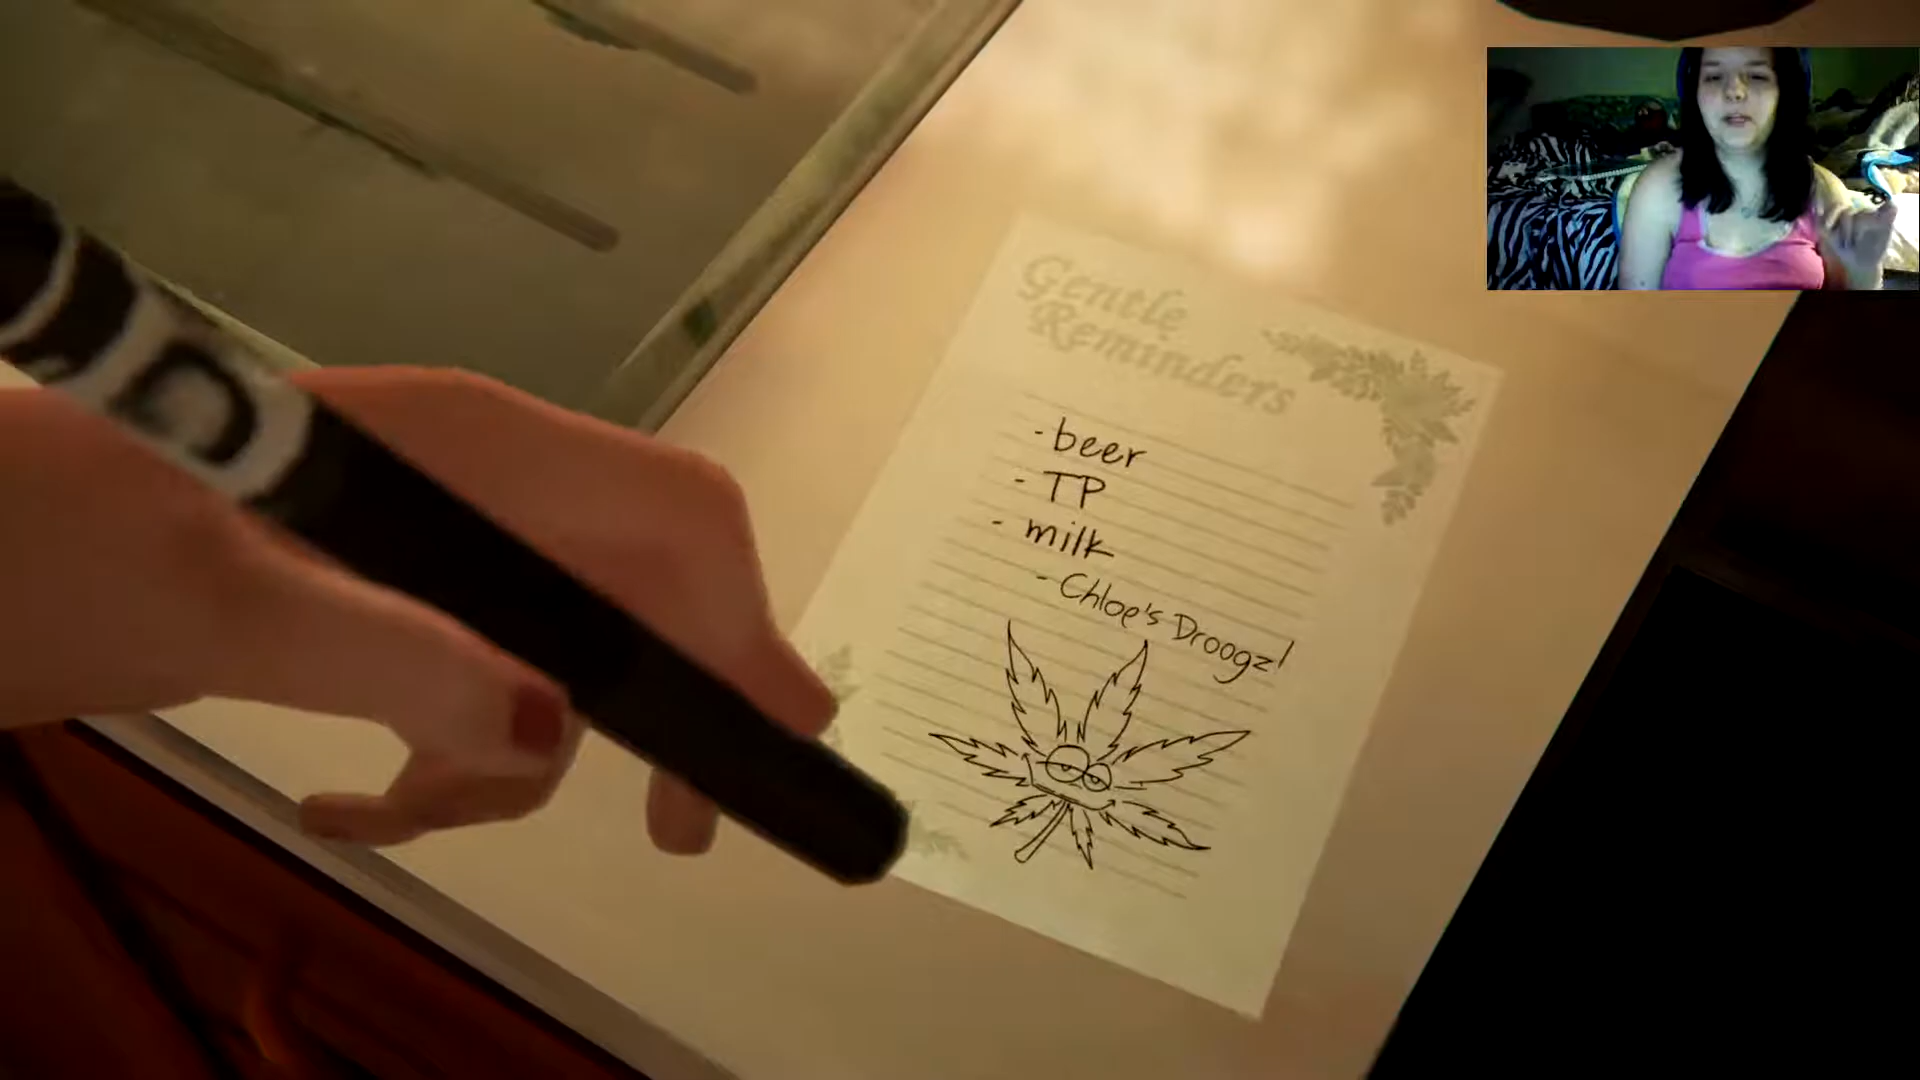 Gentle
Reminders
- beer
- TP
- milk
- Chloe's Droogz!